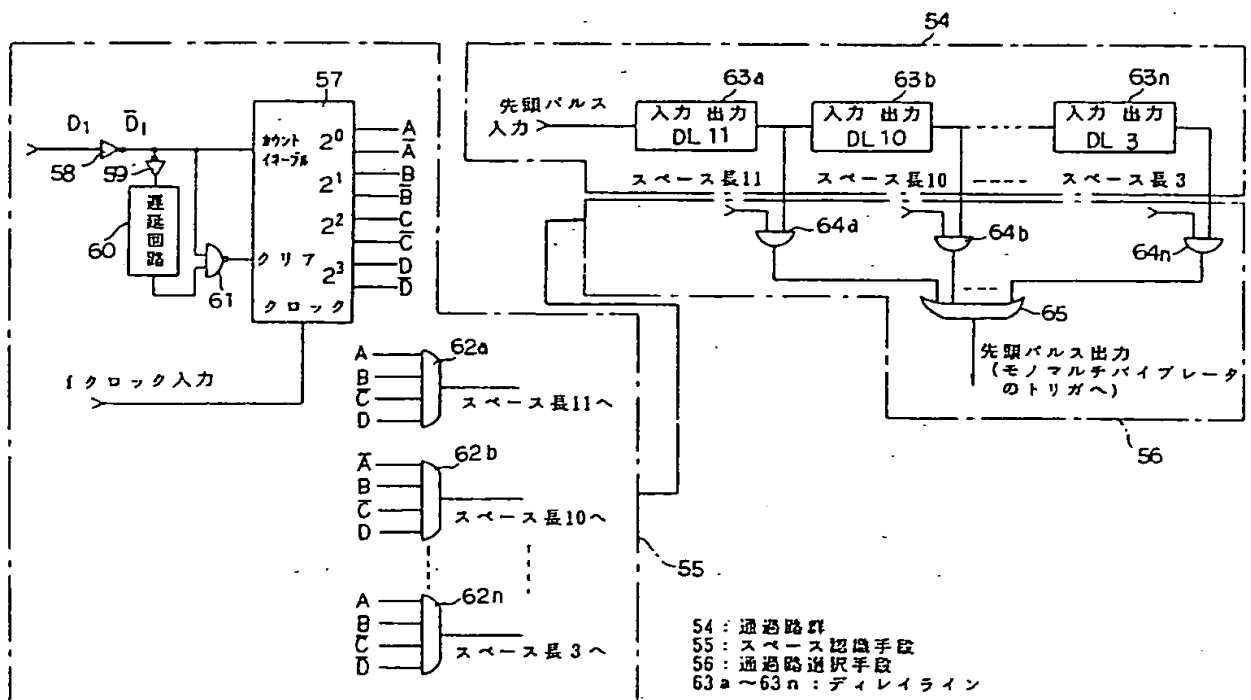 54
57
D̅₁
D₁
58
59
遅延回路
60
61
カウント
イネーブル
2⁰
2¹
2²
2³
クリア
クロック
A
A̅
B
B̅
C
C̅
D
D̅
fクロック入力
先頭パルス
入力
63a
入力 出力
DL 11
63b
入力 出力
DL 10
63n
入力 出力
DL 3
スペース長11
スペース長10
スペース長3
64a
64b
64n
65
先頭パルス出力
(モノマルチバイブレータ
のトリガへ)
56
A
B
C̅
D
62a
スペース長11へ
A̅
B
C̅
D
62b
スペース長10へ
A
B
C̅
D̅
62n
スペース長3へ
55
54：通過路群
55：スペース認識手段
56：通過路選択手段
63a～63n：ディレイライン